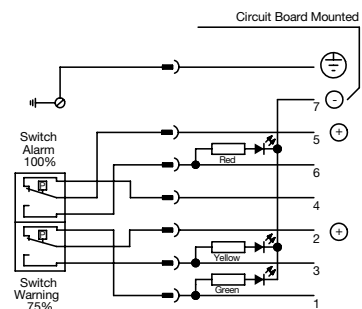 Circuit Board Mounted
7
-
5
+
Switch
Alarm
100%
Red
6
P
4
2
+
P
Yellow
3
Switch
Warning
75%
Green
1